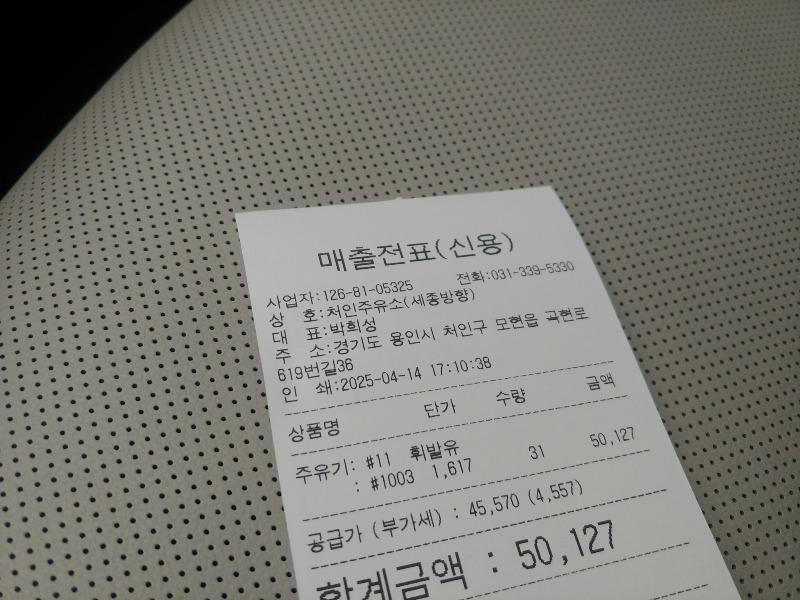 매출전표(신용)
사업자:126-81-05325 전화:031-339-5330
상 호:처인주유소(세종방향)
대 표:박희성
주 소:경기도 용인시 처인구 모현읍 곡현로
619번길36
인 쇄:2025-04-14 17:10:38
상품명 단가 수량 금액
주유기: #11 휘발유
: #1003 1,617 31 50,127
공급가 (부가세) : 45,570 (4,557)
합계금액 : 50,127